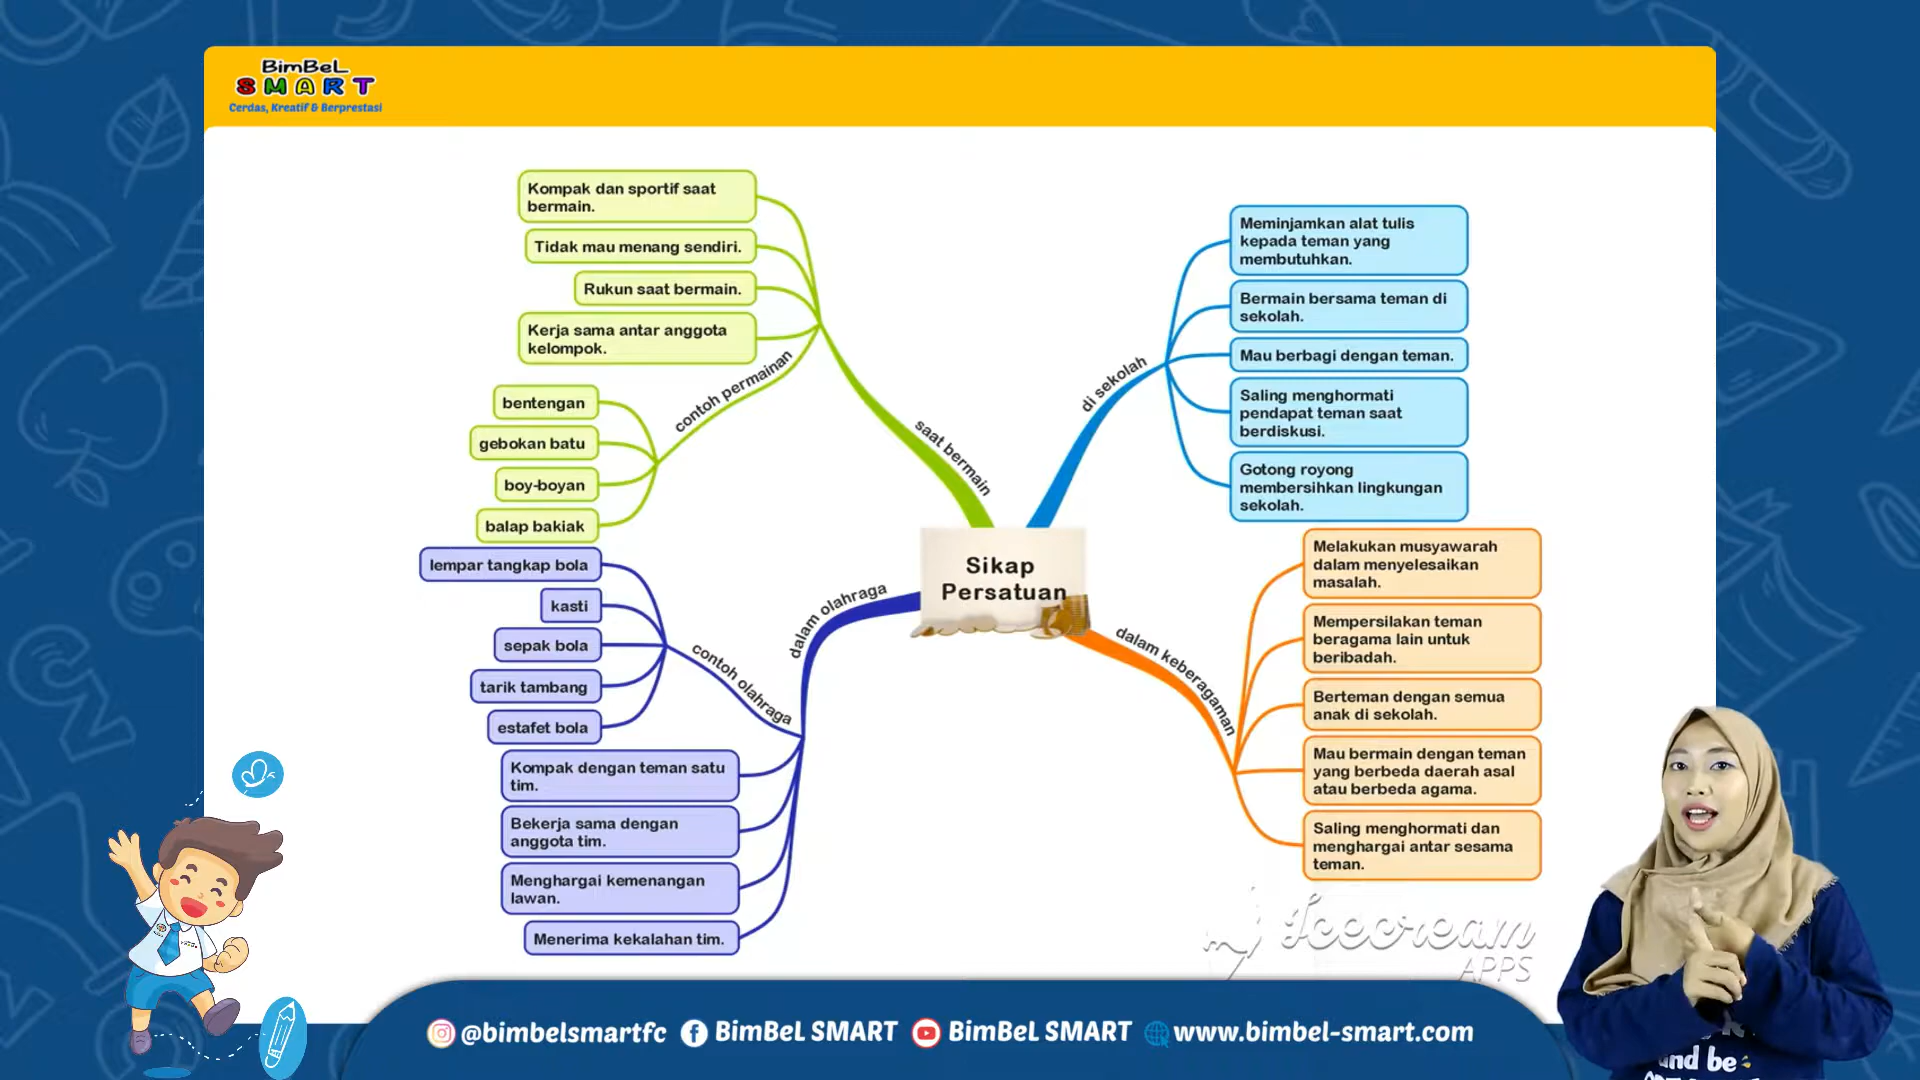 BimBeL
SMART
Cerdas, Kreatif & Berprestasi
Kompak dan sportif saat
bermain.
Tidak mau menang sendiri.
Rukun saat bermain.
Kerja sama antar anggota
kelompok.
contoh permainan
bentengan
gebokan batu
boy-boyan
balap bakiak
saat bermain
di sekolah
Meminjamkan alat tulis
kepada teman yang
membutuhkan.
Bermain bersama teman di
sekolah.
Mau berbagi dengan teman.
Saling menghormati
pendapat teman saat
berdiskusi.
Gotong royong
membersihkan lingkungan
sekolah.
Sikap
Persatuan
dalam olahraga
contoh olahraga
lempar tangkap bola
kasti
sepak bola
tarik tambang
estafet bola
Kompak dengan teman satu
tim.
Bekerja sama dengan
anggota tim.
Menghargai kemenangan
lawan.
Menerima kekalahan tim.
dalam keberagaman
Melakukan musyawarah
dalam menyelesaikan
masalah.
Mempersilakan teman
beragama lain untuk
beribadah.
Berteman dengan semua
anak di sekolah.
Mau bermain dengan teman
yang berbeda daerah asal
atau berbeda agama.
Saling menghormati dan
menghargai antar sesama
teman.
Icecream
APPS
@bimbelsmartfc
BimBeL SMART
BimBeL SMART
www.bimbel-smart.com
and be